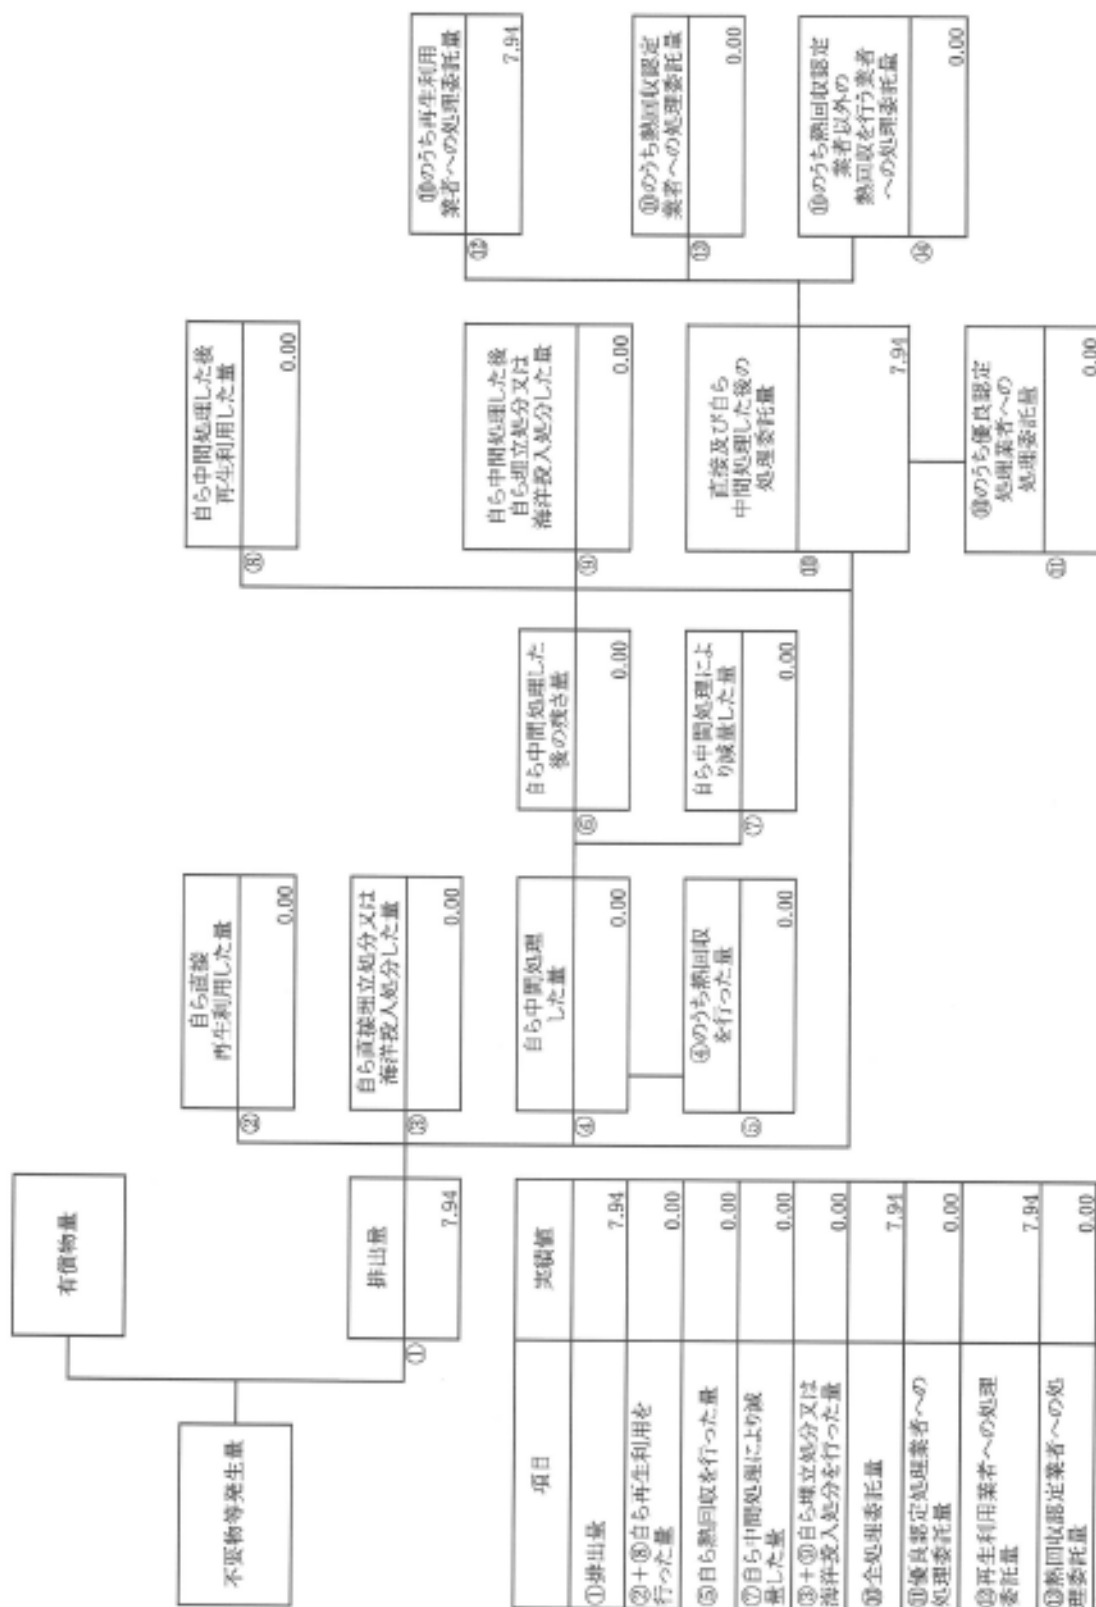 不要物等発生量
有償物量
排出量
①
7.94
自ら直接
再生利用した量
②
0.00
自ら直接埋立処分又は
海洋投入処分した量
③
0.00
自ら中間処理
した量
④
0.00
④のうち熱回収
を行った量
⑤
0.00
自ら中間処理した
後の残さ量
⑥
0.00
自ら中間処理によ
り減量した量
⑦
0.00
自ら中間処理した後
再生利用した量
⑧
0.00
自ら中間処理した後
自ら埋立処分又は
海洋投入処分した量
⑨
0.00
直接及び自ら
中間処理した後の
処理委託量
⑩
7.94
⑩のうち優良認定
処理業者への
処理委託量
⑪
0.00
⑩のうち再生利用
業者への処理委託量
⑫
7.94
⑩のうち熱回収認定
業者への処理委託量
⑬
0.00
⑩のうち熱回収認定
業者以外の
熱回収を行う業者
への処理委託量
⑭
0.00
項目
実績値
①排出量
7.94
②+⑧自ら再生利用を
行った量
0.00
⑤自ら熱回収を行った量
0.00
⑦自ら中間処理により減
量した量
0.00
③+⑨自ら埋立処分又は
海洋投入処分を行った量
0.00
⑩全処理委託量
7.94
⑪優良認定処理業者への
処理委託量
0.00
⑫再生利用業者への処理
委託量
7.94
⑬熱回収認定業者への処
理委託量
0.00